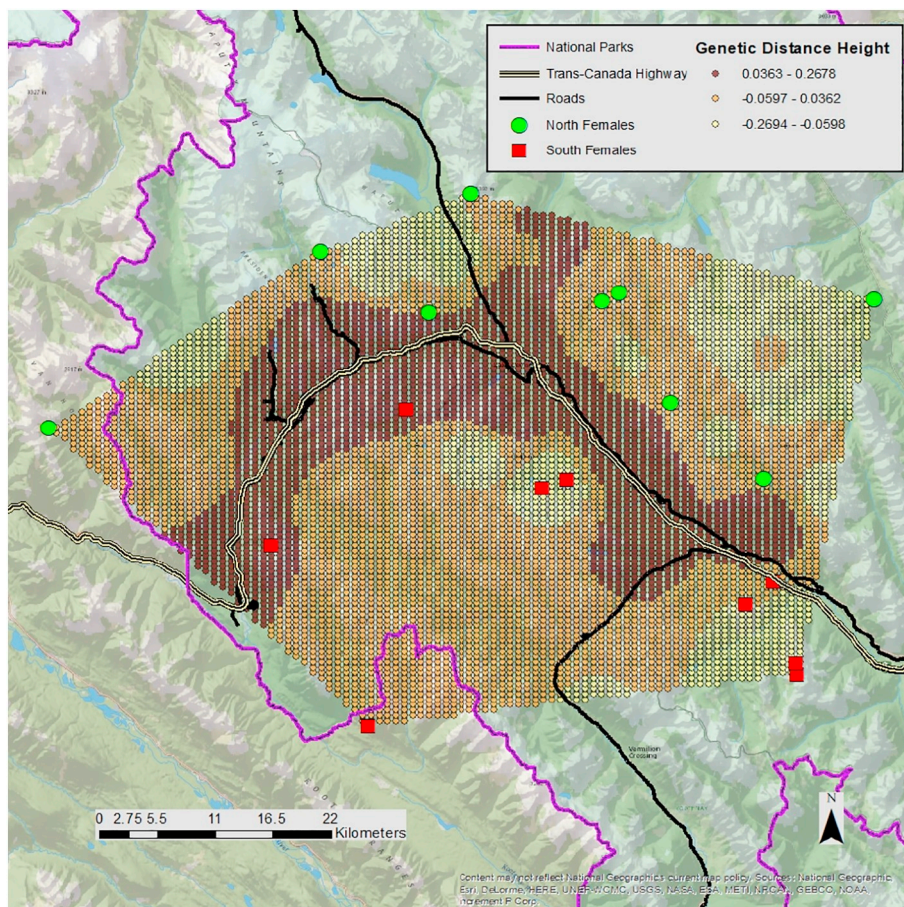 National Parks
Trans-Canada Highway
Roads
North Females
South Females
Genetic Distance Height
0.0363 - 0.2678
-0.0597 - 0.0362
-0.2694 - -0.0598
Vermilion
Crossing
N
0 2.75 5.5 11 16.5 22
Kilometers
Content may not reflect National Geographic's current map policy. Sources: National Geographic,
Esri, DeLorme, HERE, UNEP-WCMC, USGS, NASA, ESA, METI, NRCAN, GEBCO, NOAA,
increment P Corp.